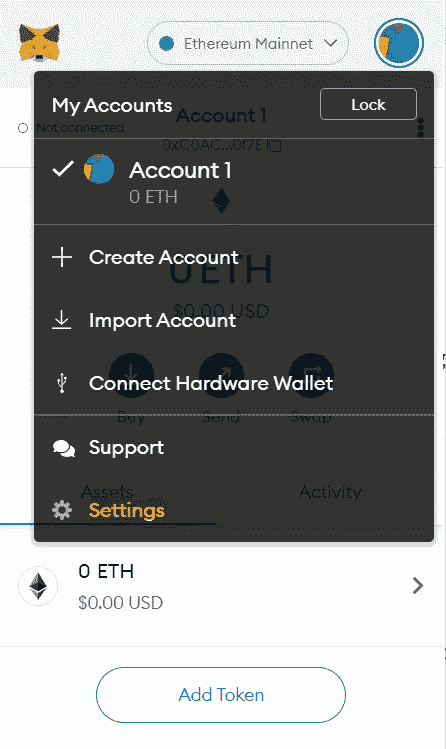 Ethereum Mainnet
My Accounts
Lock
Not connected
Account 1
0xC0AC...0f7E
Account 1
0 ETH
Create Account
0 ETH
$0.00 USD
Import Account
Connect Hardware Wallet
Buy
Send
Swap
Support
Assets
Activity
Settings
0 ETH
$0.00 USD
Add Token